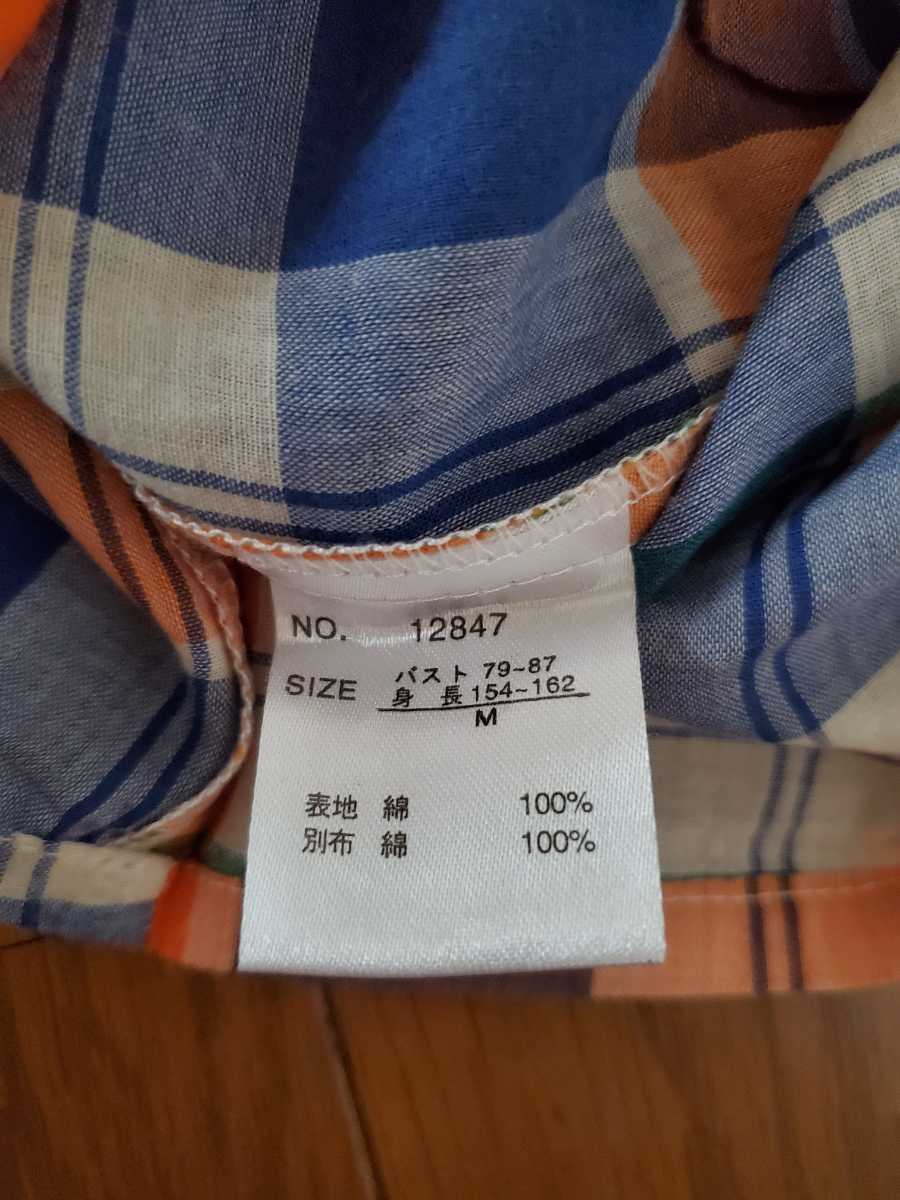 NO. 12847
バスト 79~87
SIZE 身 長 154~162
M
表地 綿 100%
別布 綿 100%